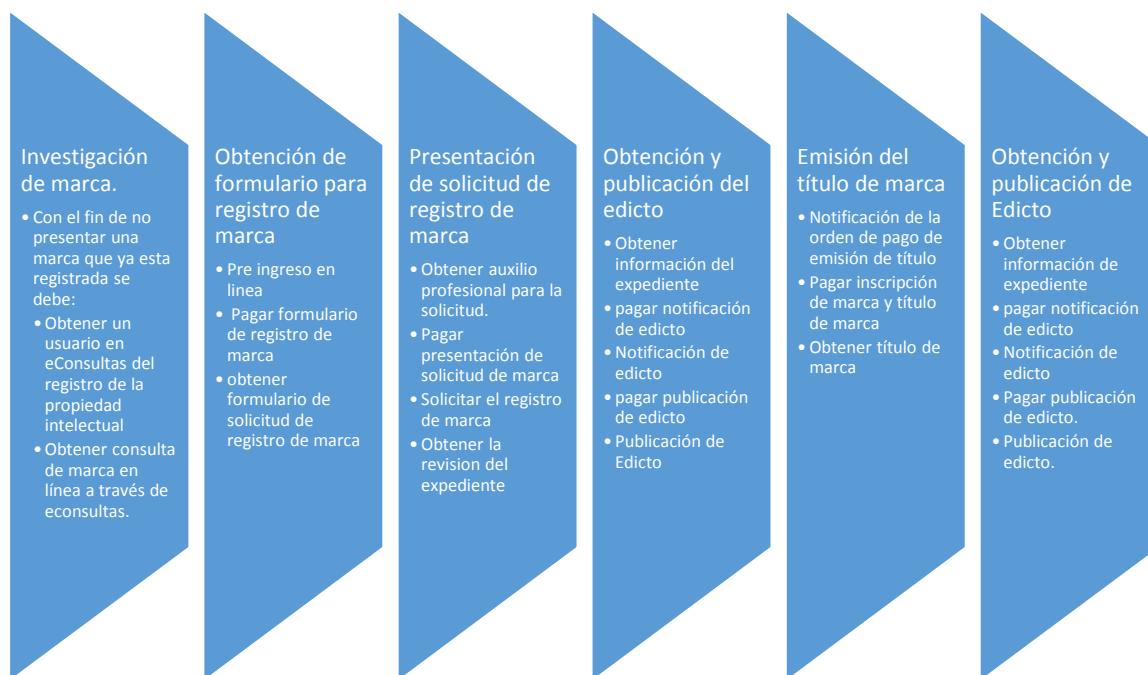 Investigación
de marca.
• Con el fin de no
presentar una
marca que ya esta
registrada se
debe:
• Obtener un
usuario en
eConsultas del
registro de la
propiedad
intelectual
• Obtener consulta
de marca en
línea a través de
econsultas.
Obtención de
formulario para
registro de
marca
• Pre ingreso en
linea
• Pagar formulario
de registro de
marca
• obtener
formulario de
solicitud de
registro de marca
Presentación
de solicitud de
registro de
marca
• Obtener auxilio
profesional para la
solicitud.
• Pagar
presentación de
solicitud de marca
• Solicitar el registro
de marca
• Obtener la
revision del
expediente
Obtención y
publicación del
edicto
• Obtener
información del
expediente
• pagar notificación
de edicto
• Notificación de
edicto
• pagar publicación
de edicto
• Publicación de
Edicto
Emisión del
título de marca
• Notificación de la
orden de pago de
emisión de título
• Pagar inscripción
de marca y título
de marca
• Obtener título de
marca
Obtención y
publicación de
Edicto
• Obtener
información de
expediente
• pagar notificación
de edicto
• Notificación de
edicto
• Pagar publicación
de edicto.
• Publicación de
edicto.